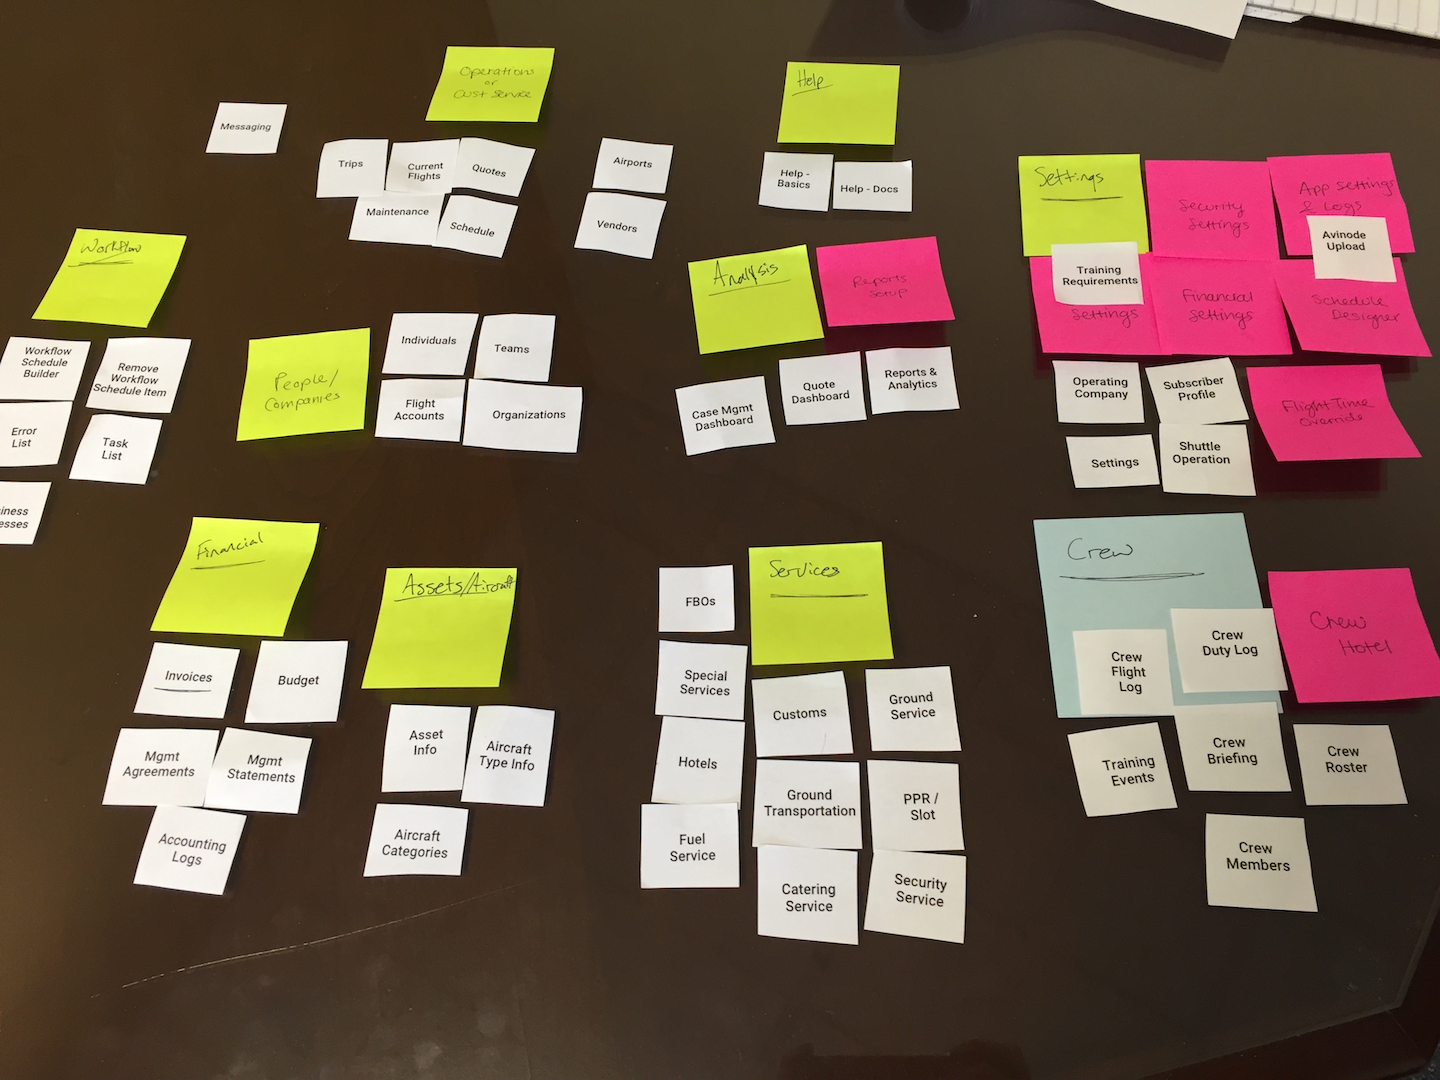 Operations
or
Cust Service
Messaging
Trips
Current
Flights
Quotes
Maintenance
Schedule
Airports
Vendors
Help
Help -
Basics
Help - Docs
Settings
Security
Settings
App Settings
& Logs
Avinode
Upload
Training
Requirements
Settings
Financial
Settings
Schedule
Designer
Operating
Company
Subscriber
Profile
Settings
Shuttle
Operation
Flight Time
Override
Workflow
Workflow
Schedule
Builder
Remove
Workflow
Schedule Item
Error
List
Task
List
iness
esses
People/
Companies
Individuals
Teams
Flight
Accounts
Organizations
Analysis
Reports
Setup
Case Mgmt
Dashboard
Quote
Dashboard
Reports &
Analytics
Financial
Invoices
Budget
Mgmt
Agreements
Mgmt
Statements
Accounting
Logs
Assets/Aircraft
Asset
Info
Aircraft
Type Info
Aircraft
Categories
Services
FBOs
Special
Services
Customs
Ground
Service
Hotels
Ground
Transportation
PPR /
Slot
Fuel
Service
Catering
Service
Security
Service
Crew
Crew
Flight
Log
Crew
Duty Log
Crew
Hotel
Training
Events
Crew
Briefing
Crew
Roster
Crew
Members